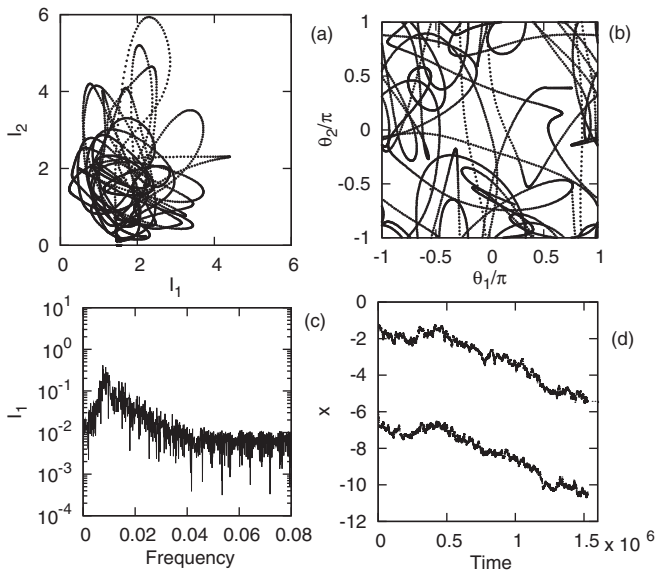 6
(a)
4
I2
2
0
0 2 4 6
I1
1
(b)
0.5
θ2/π
0
-0.5
-1
-1 -0.5 0 0.5 1
θ1/π
10^1
(c)
10^0
I1
10^-1
10^-2
10^-3
10^-4
0 0.02 0.04 0.06 0.08
Frequency
0
-2
(d)
-4
x
-6
-8
-10
-12
0 0.5 1 1.5 x 10^6
Time